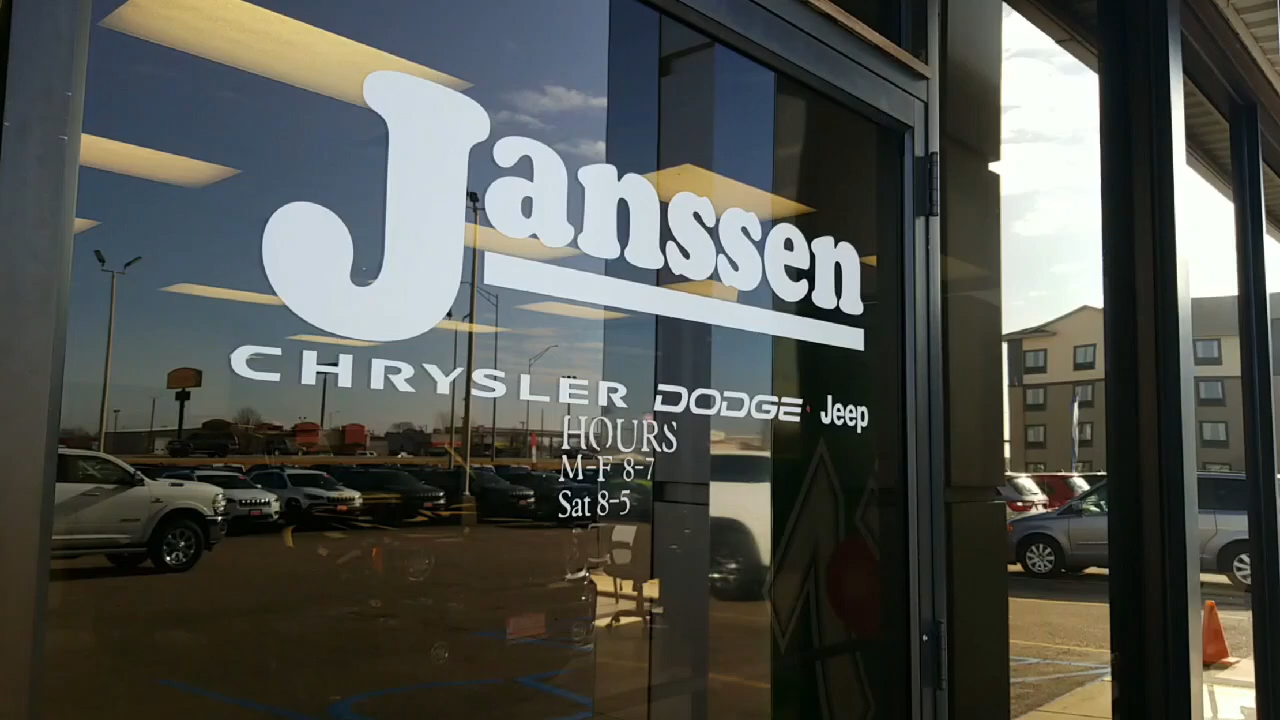 Janssen
CHRYSLER DODGE Jeep
HOURS
M-F 8-7
Sat 8-5